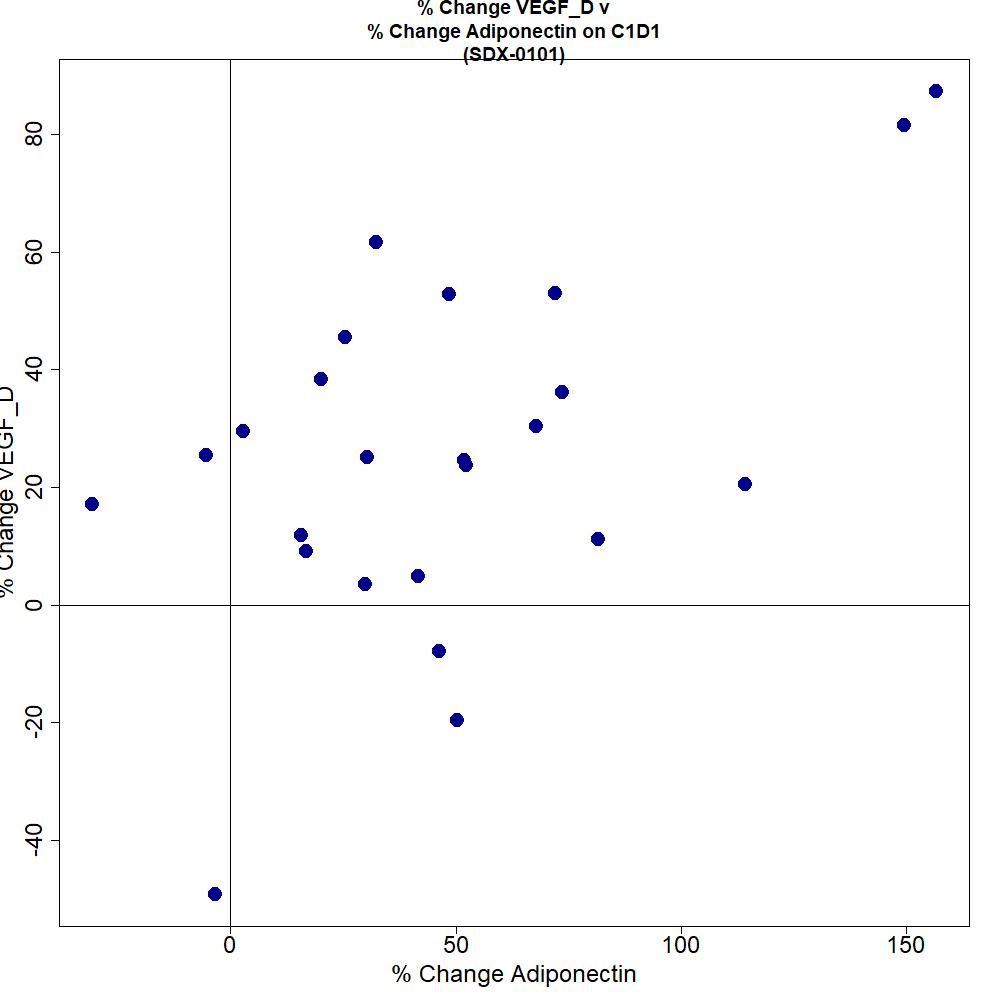 % Change VEGF_D v
% Change Adiponectin on C1D1
(SDX-0101)
80
60
40
20
0
-20
-40
% Change VEGF_D
0
50
100
150
% Change Adiponectin